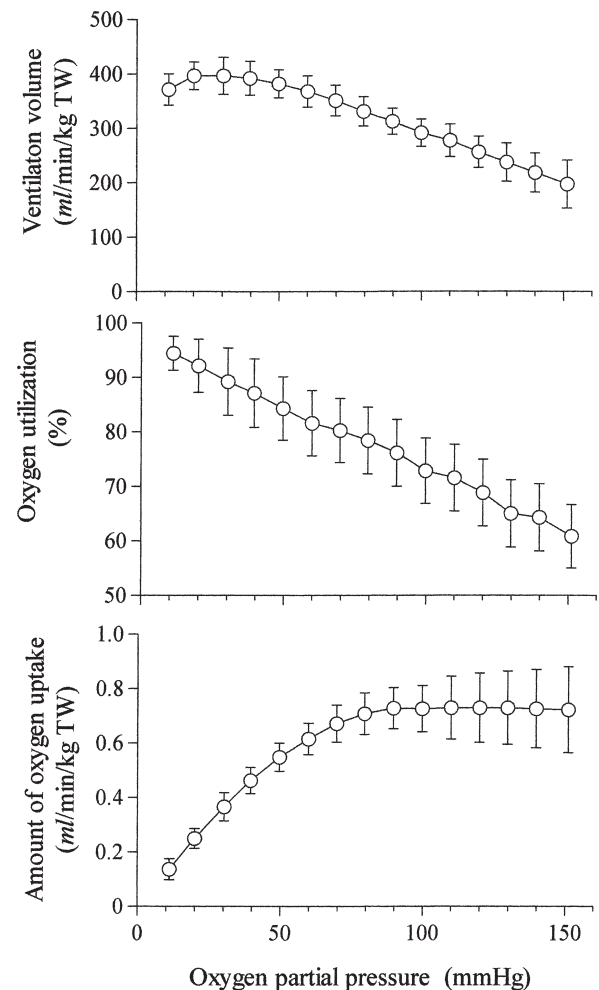 500
400
300
200
100
0
Ventilaton volume
(ml/min/kg TW)
100
90
80
70
60
50
Oxygen utilization
(%)
1.0
0.8
0.6
0.4
0.2
0
Amount of oxygen uptake
(ml/min/kg TW)
0 50 100 150
Oxygen partial pressure (mmHg)